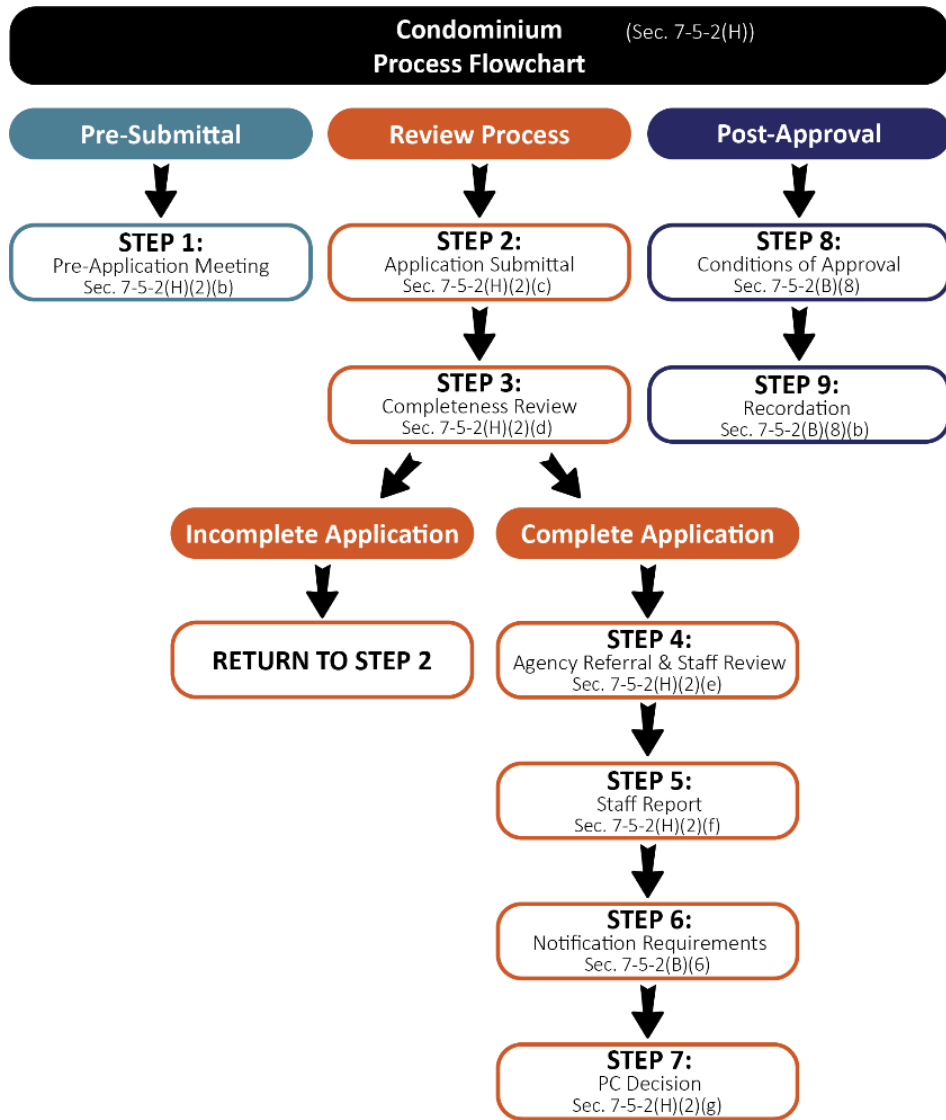 Condominium (Sec. 7-5-2(H))
Process Flowchart
Pre-Submittal
Review Process
Post-Approval
STEP 1:
Pre-Application Meeting
Sec. 7-5-2(H)(2)(b)
STEP 2:
Application Submittal
Sec. 7-5-2(H)(2)(c)
STEP 8:
Conditions of Approval
Sec. 7-5-2(B)(8)
STEP 3:
Completeness Review
Sec. 7-5-2(H)(2)(d)
STEP 9:
Recordation
Sec. 7-5-2(B)(8)(b)
Incomplete Application
Complete Application
RETURN TO STEP 2
STEP 4:
Agency Referral & Staff Review
Sec. 7-5-2(H)(2)(e)
STEP 5:
Staff Report
Sec. 7-5-2(H)(2)(f)
STEP 6:
Notification Requirements
Sec. 7-5-2(B)(6)
STEP 7:
PC Decision
Sec. 7-5-2(H)(2)(g)